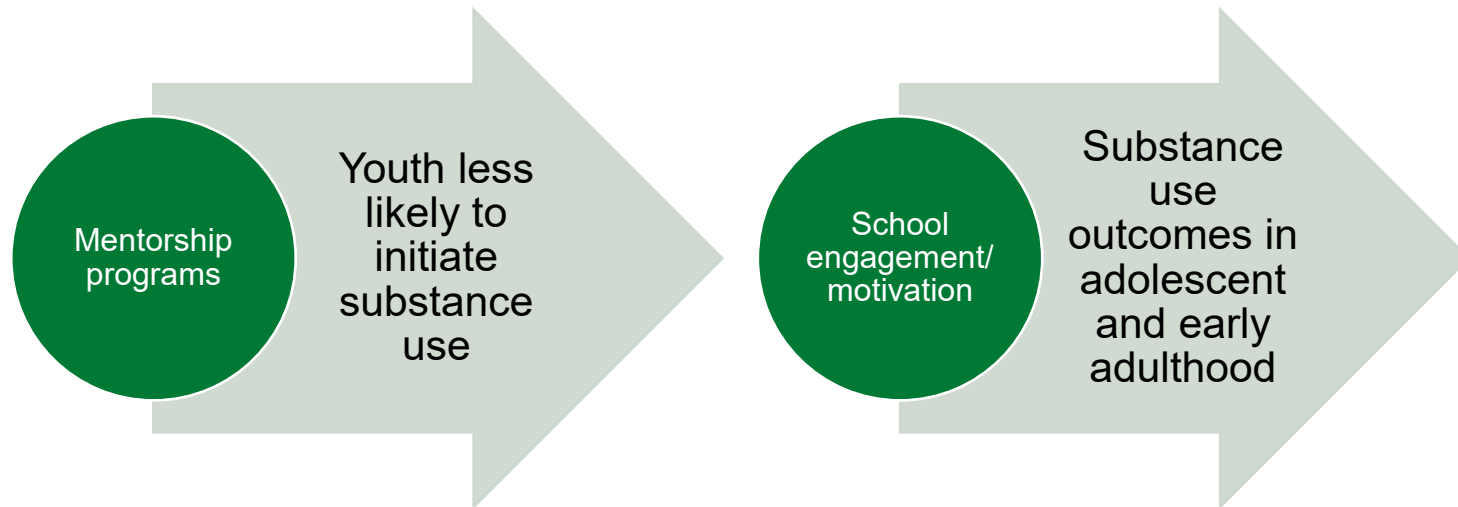 Mentorship
programs
Youth less
likely to
initiate
substance
use
School
engagement/
motivation
Substance
use
outcomes in
adolescent
and early
adulthood